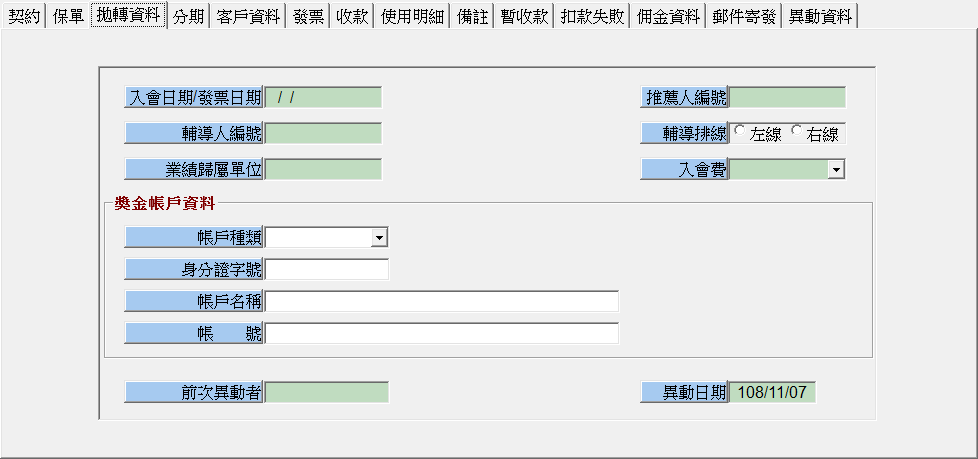 契約 保單 拋轉資料 分期 客戶資料 發票 收款 使用明細 備註 暫收款 扣款失敗 佣金資料 郵件寄發 異動資料
入會日期/發票日期 / / 推薦人編號
輔導人編號 輔導排線 左線 右線
業績歸屬單位 入會費
獎金帳戶資料
帳戶種類
身分證字號
帳戶名稱
帳 號
前次異動者 異動日期 108/11/07